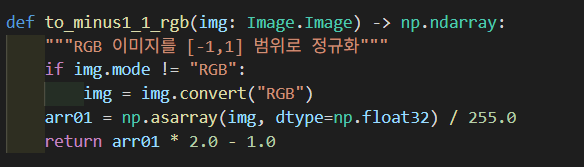 def to_minus1_1_rgb(img: Image.Image) -> np.ndarray:
    """RGB 이미지를 [-1,1] 범위로 정규화"""
    if img.mode != "RGB":
        img = img.convert("RGB")
    arr01 = np.asarray(img, dtype=np.float32) / 255.0
    return arr01 * 2.0 - 1.0